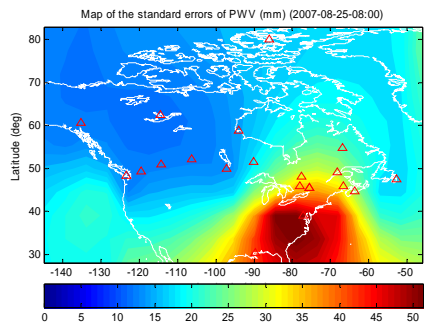 Map of the standard errors of PWV (mm) (2007-08-25-08:00)
80
70
60
50
40
30
Latitude (deg)
-140 -130 -120 -110 -100 -90 -80 -70 -60 -50
0 5 10 15 20 25 30 35 40 45 50